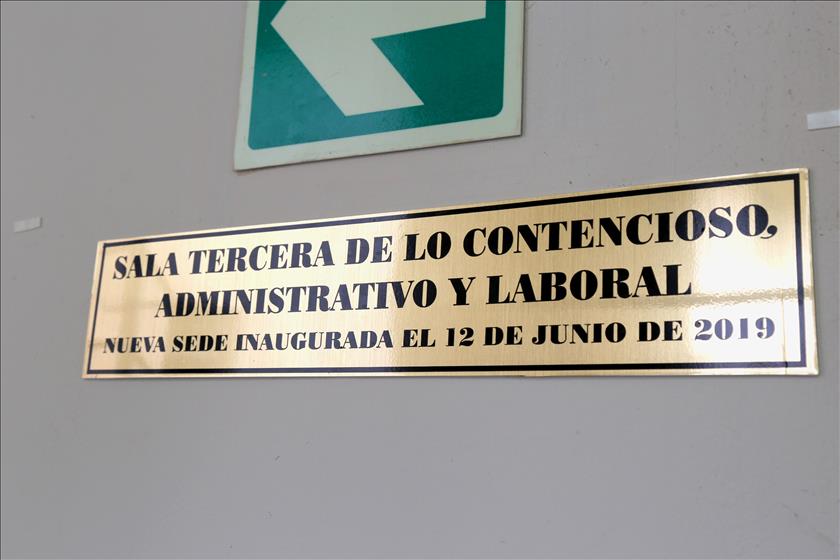 SALA TERCERA DE LO CONTENCIOSO,
ADMINISTRATIVO Y LABORAL
NUEVA SEDE INAUGURADA EL 12 DE JUNIO DE 2019